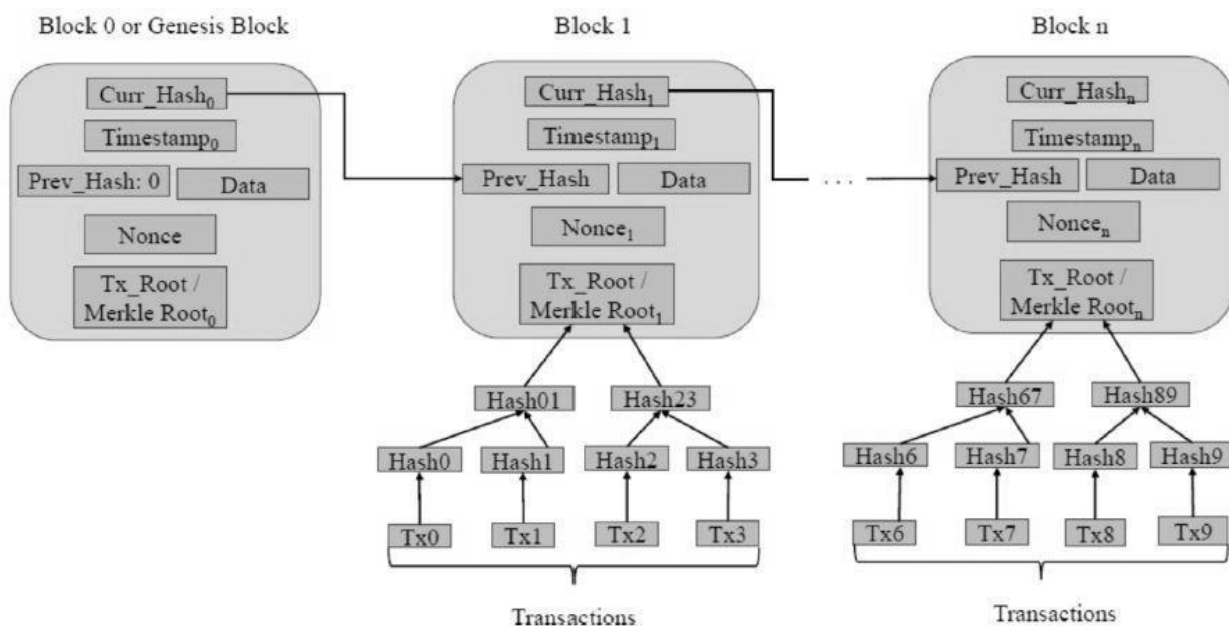 Block 0 or Genesis Block
Curr_Hash₀
Timestamp₀
Prev_Hash: 0
Data
Nonce
Tx_Root /
Merkle Root₀
Block 1
Curr_Hash₁
Timestamp₁
Prev_Hash
Data
Nonce₁
Tx_Root /
Merkle Root₁
Hash01
Hash23
Hash0
Hash1
Hash2
Hash3
Tx0
Tx1
Tx2
Tx3
Transactions
. . .
Block n
Curr_Hashₙ
Timestampₙ
Prev_Hash
Data
Nonceₙ
Tx_Root /
Merkle Rootₙ
Hash67
Hash89
Hash6
Hash7
Hash8
Hash9
Tx6
Tx7
Tx8
Tx9
Transactions